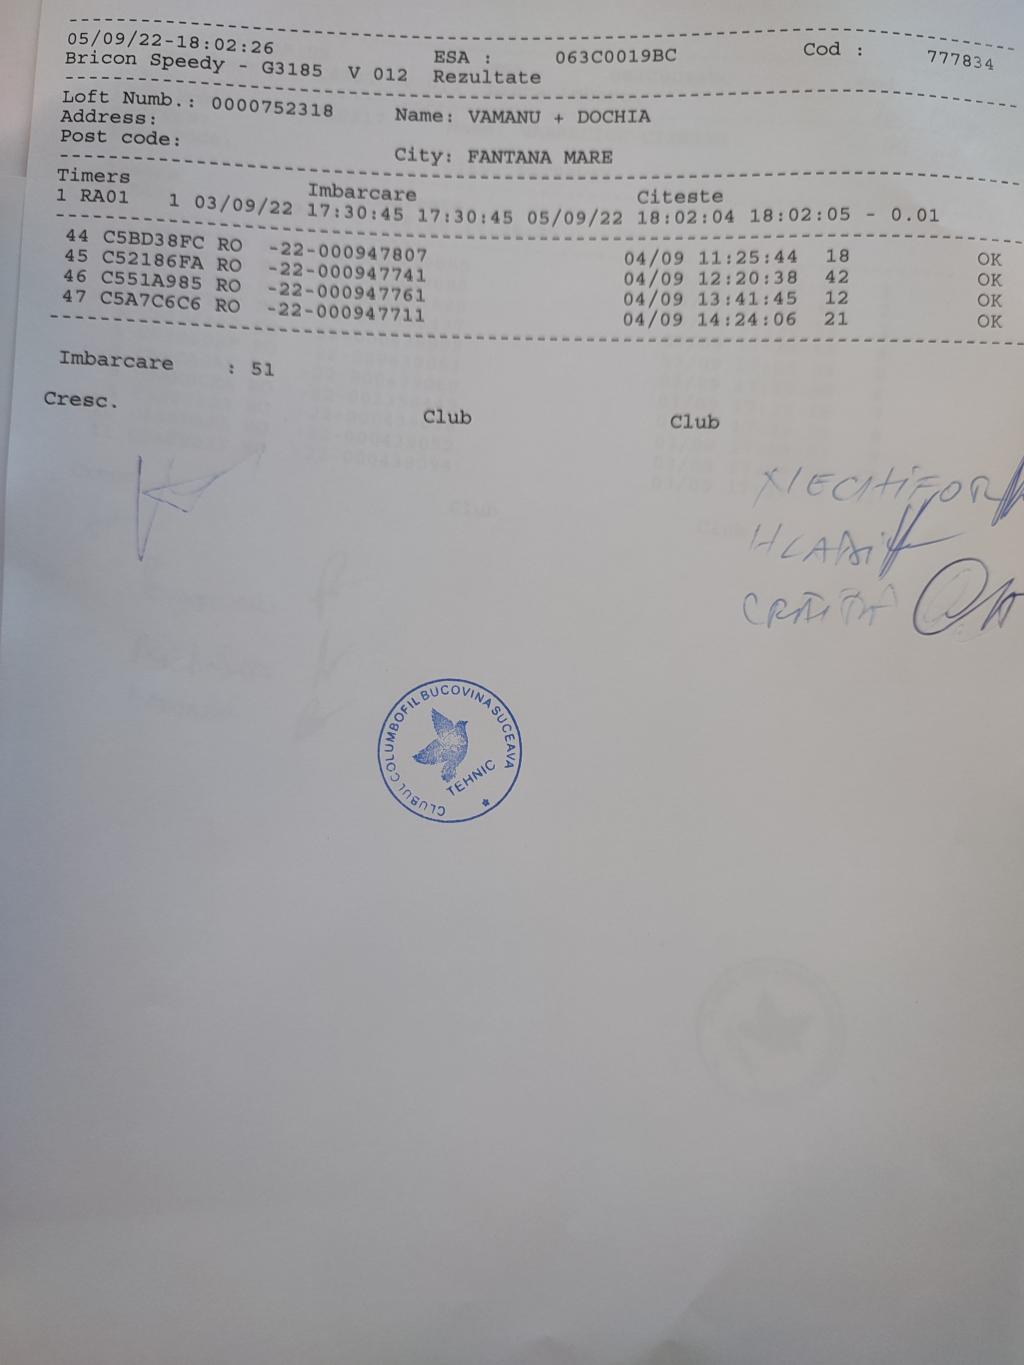 05/09/22-18:02:26 ESA : 063C0019BC Cod : 777834
Bricon Speedy - G3185 V 012 Rezultate
Loft Numb.: 0000752318 Name: VAMANU + DOCHIA
Address:
Post code: City: FANTANA MARE
Timers Imbarcare Citeste
1 RA01 1 03/09/22 17:30:45 17:30:45 05/09/22 18:02:04 18:02:05 - 0.01
44 C5BD38FC RO -22-000947807 04/09 11:25:44 18 OK
45 C52186FA RO -22-000947741 04/09 12:20:38 42 OK
46 C551A985 RO -22-000947761 04/09 13:41:45 12 OK
47 C5A7C6C6 RO -22-000947711 04/09 14:24:06 21 OK
Imbarcare : 51
Cresc. Club Club
CLUBUL COLUMBOFIL BUCOVINA SUCEAVA
TEHNIC